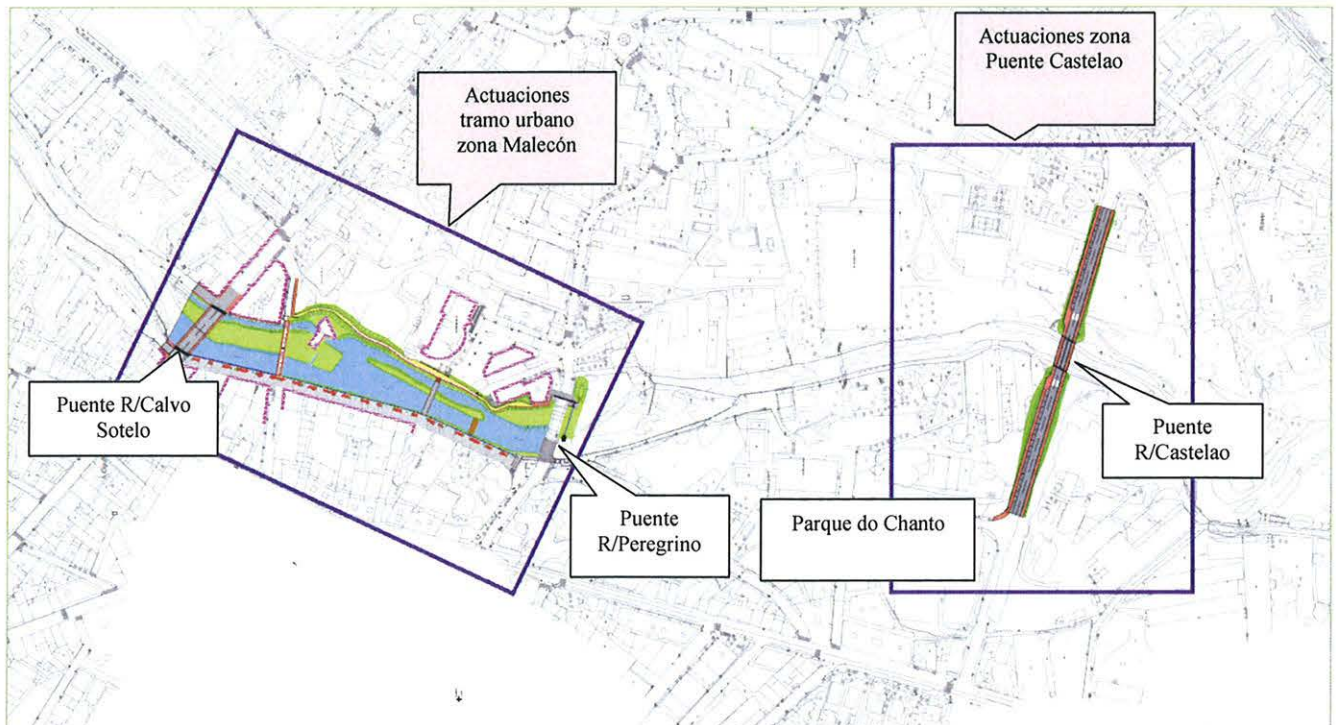 Actuaciones zona
Puente Castelao
Actuaciones
tramo urbano
zona Malecón
Puente R/Calvo
Sotelo
Puente
R/Castelao
Puente
R/Peregrino
Parque do Chanto